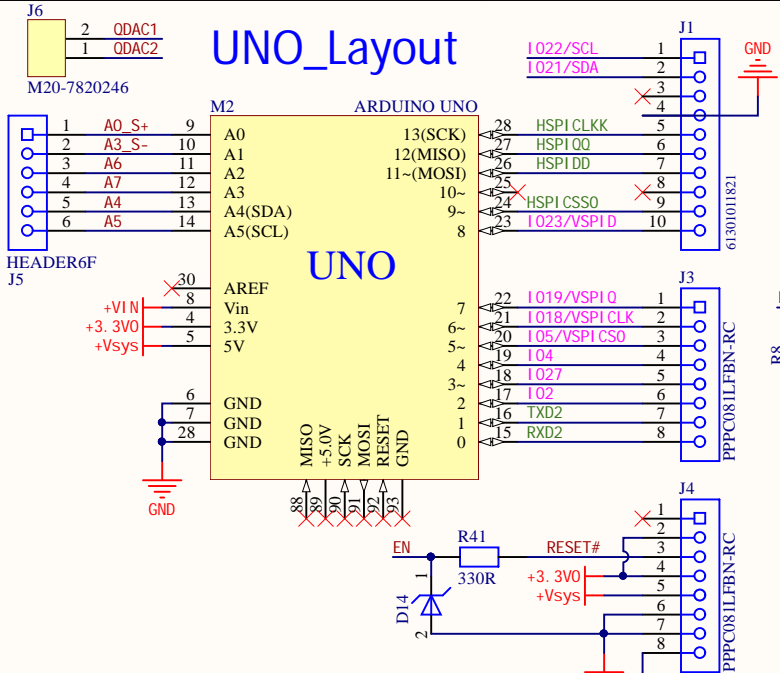 J6
2 QDAC1
1 QDAC2
M20-7820246
UNO_Layout
J1
GND
IO22/SCL 1
IO21/SDA 2
3
4
HSPICLKK 5
HSPIQQ 6
HSPIDD 7
8
HSPICSSO 9
IO23/VSPID 10
61301011821
M2 ARDUINO UNO
1 A0_S+ 9 A0
2 A3_S- 10 A1
3 A6 11 A2
4 A7 12 A3
5 A4 13 A4(SDA)
6 A5 14 A5(SCL)
HEADER6F
J5
13(SCK) 28
12(MISO) 27
11~(MOSI) 26
10~ 25
9~ 24
8 23
UNO
30 AREF
+VIN 8 Vin
+3.3V0 4 3.3V
+Vsys 5 5V
6 GND
7 GND
28 GND
GND
J3
7 22 IO19/VSPIQ 1
6~ 21 IO18/VSPICLK 2
5~ 20 IO5/VSPICSO 3
4 19 IO4 4
3~ 18 IO27 5
2 17 IO2 6
1 16 TXD2 7
0 15 RXD2 8
PPPC081LFBN-RC
R8
MISO
+5.0V
SCK
MOSI
RESET
GND
88
89
90
91
92
93
J4
1
2
EN R41 RESET# 3
330R
+3.3V0 4
+Vsys 5
6
7
8
D14
1
2
PPPC081LFBN-RC